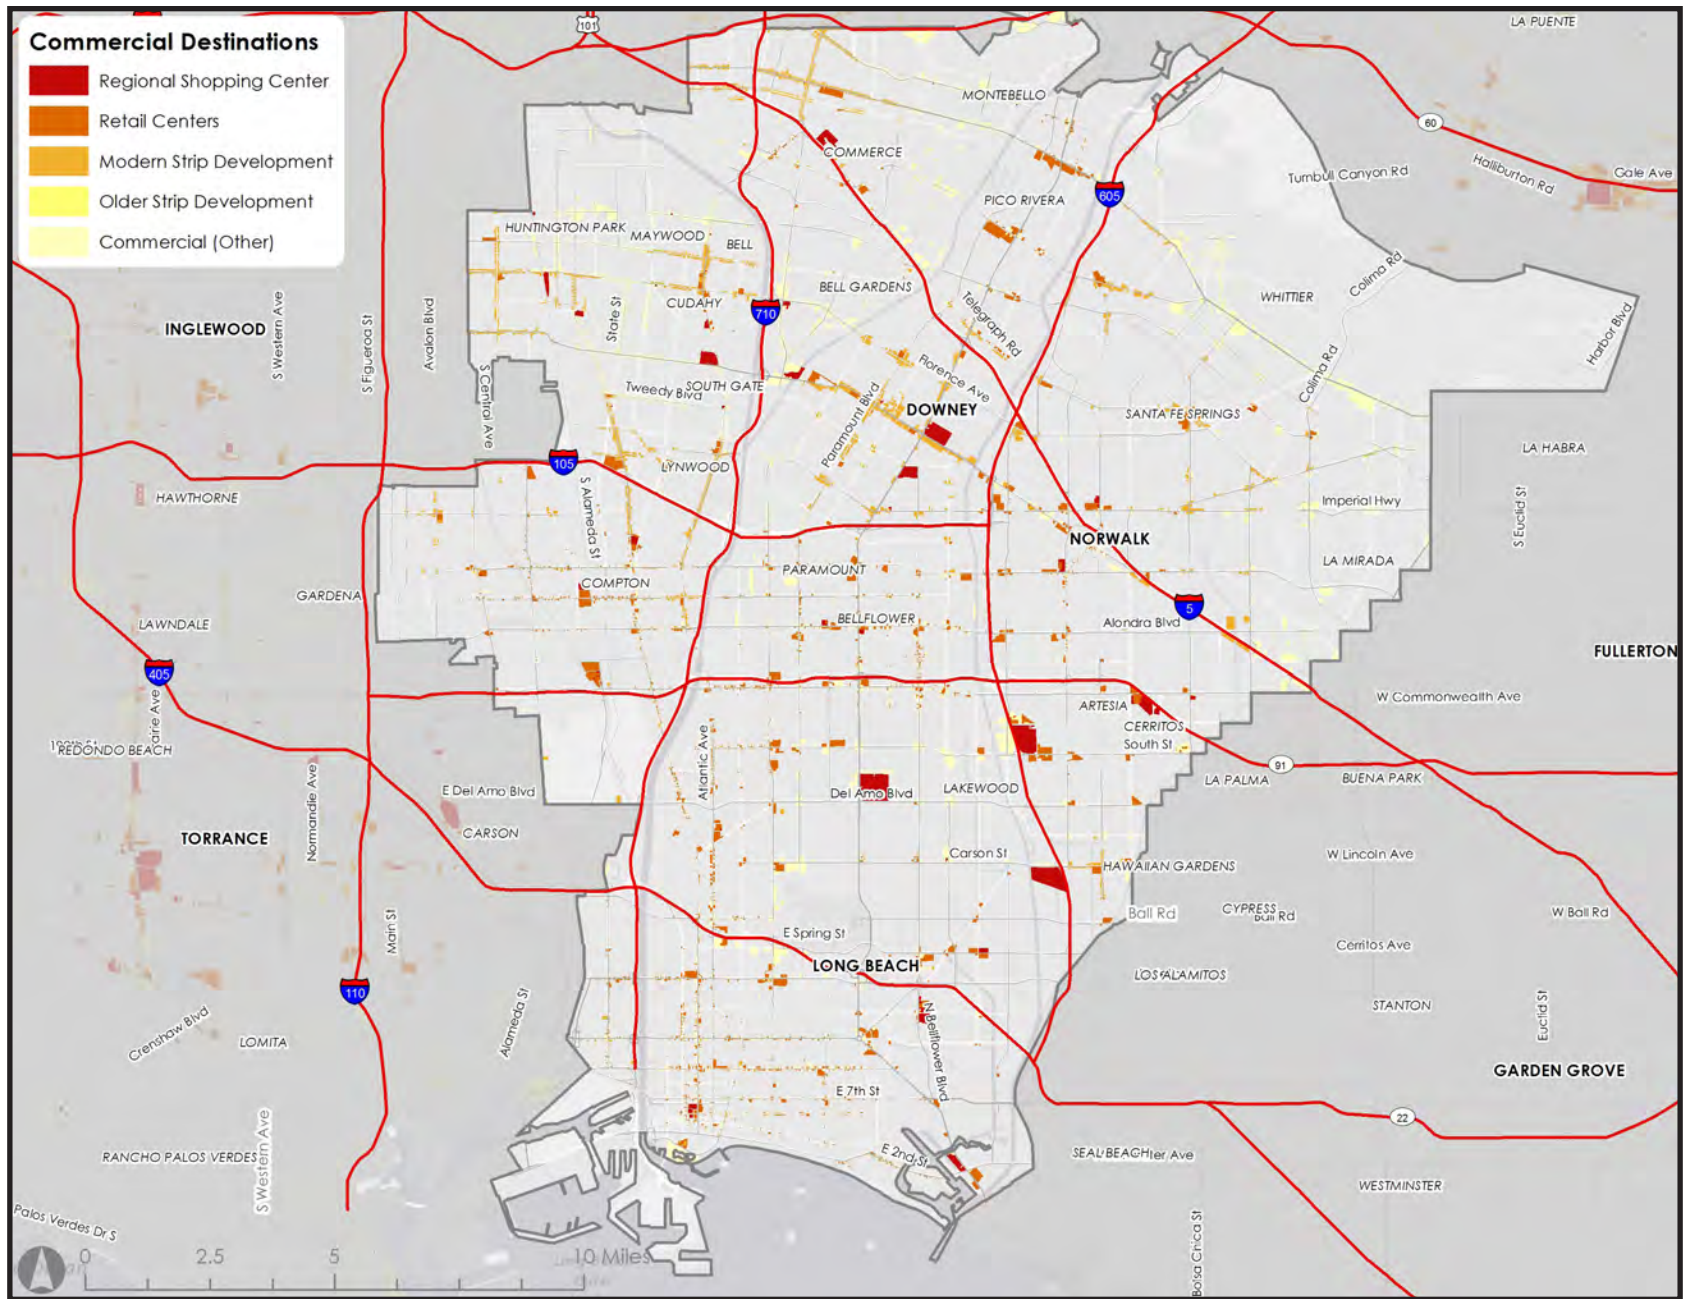 Commercial Destinations
Regional Shopping Center
Retail Centers
Modern Strip Development
Older Strip Development
Commercial (Other)
101
LA PUENTE
MONTEBELLO
60
COMMERCE
Turnbull Canyon Rd
Halliburton Rd
Gale Ave
605
PICO RIVERA
HUNTINGTON PARK
MAYWOOD
BELL
Colima Rd
BELL GARDENS
WHITTIER
CUDAHY
710
State St
Telegraph Rd
Harbor Blvd
INGLEWOOD
S Western Ave
S Figueroa St
Avalon Blvd
S Central Ave
Tweedy Blvd
SOUTH GATE
Florence Ave
Paramount Blvd
DOWNEY
Colima Rd
SANTA FE SPRINGS
LA HABRA
105
LYNWOOD
HAWTHORNE
S Alameda St
Imperial Hwy
S Euclid St
NORWALK
LA MIRADA
PARAMOUNT
COMPTON
GARDENA
5
LAWNDALE
BELLFLOWER
Alondra Blvd
FULLERTON
405
W Commonwealth Ave
ARTESIA
CERRITOS
South St
REDONDO BEACH
Atlantic Ave
91
LA PALMA
BUENA PARK
Normandie Ave
E Del Amo Blvd
Del Amo Blvd
LAKEWOOD
CARSON
TORRANCE
Carson St
W Lincoln Ave
HAWAIIAN GARDENS
Ball Rd
CYPRESS
Ball Rd
W Ball Rd
Main St
E Spring St
Cerritos Ave
LONG BEACH
LOS ALAMITOS
110
STANTON
Euclid St
Crenshaw Blvd
LOMITA
Alameda St
N Bellflower Blvd
GARDEN GROVE
E 7th St
22
S Western Ave
RANCHO PALOS VERDES
E 2nd St
SEAL BEACH
WESTMINSTER
Palos Verdes Dr S
Bolsa Chica St
0 2.5 5 10 Miles